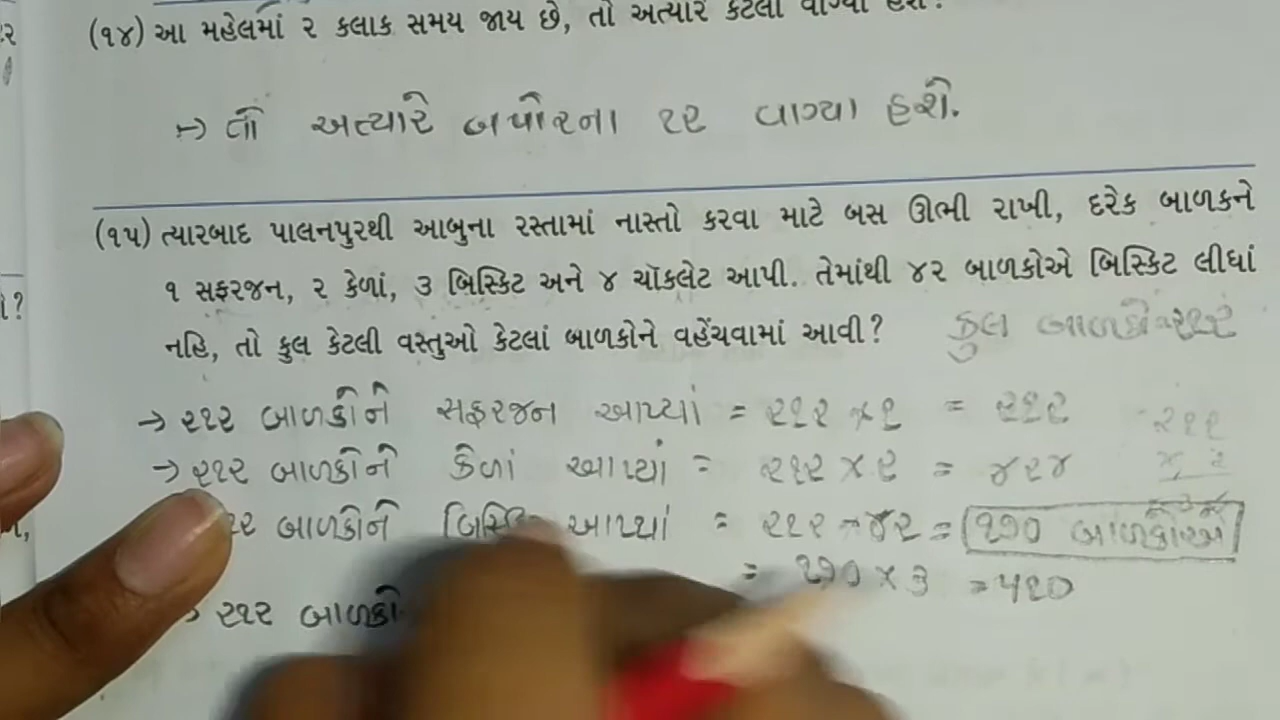 (૧૪) આ મહેલમાં ૨ કલાક સમય જાય છે, તો અત્યારે કેટલા વાગ્યા હશે?
→ તો અત્યારે બપોરના ૧૨ વાગ્યા હશે.
(૧૫) ત્યારબાદ પાલનપુરથી આબુના રસ્તામાં નાસ્તો કરવા માટે બસ ઊભી રાખી, દરેક બાળકને
૧ સફરજન, ૨ કેળાં, ૩ બિસ્કિટ અને ૪ ચૉકલેટ આપી. તેમાંથી ૪૨ બાળકોએ બિસ્કિટ લીધાં
નહિ, તો કુલ કેટલી વસ્તુઓ કેટલાં બાળકોને વહેંચવામાં આવી? કુલ બાળકો=૨૧૨
→ ૨૧૨ બાળકોને સફરજન આપ્યાં = ૨૧૨ × ૧ = ૨૧૨
→ ૨૧૨ બાળકોને કેળાં આપ્યાં = ૨૧૨ × ૨ = ૪૨૪
બાળકોને બિસ્કિટ આપ્યાં = ૨૧૨ - ૪૨ = ૧૭૦ બાળકોએ
= ૧૭૦ × ૩ = ૫૧૦
→ ૨૧૨ બાળકો